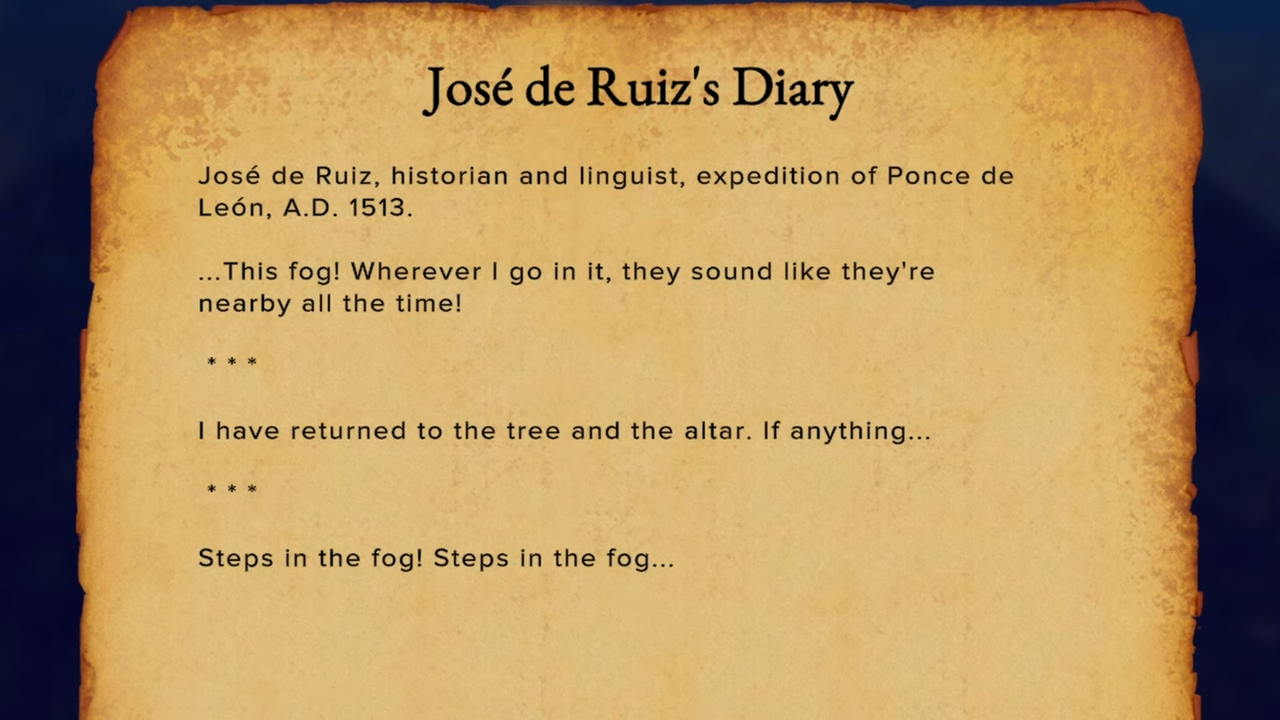 José de Ruiz's Diary
José de Ruiz, historian and linguist, expedition of Ponce de
León, A.D. 1513.
...This fog! Wherever I go in it, they sound like they're
nearby all the time!
* * *
I have returned to the tree and the altar. If anything...
* * *
Steps in the fog! Steps in the fog...